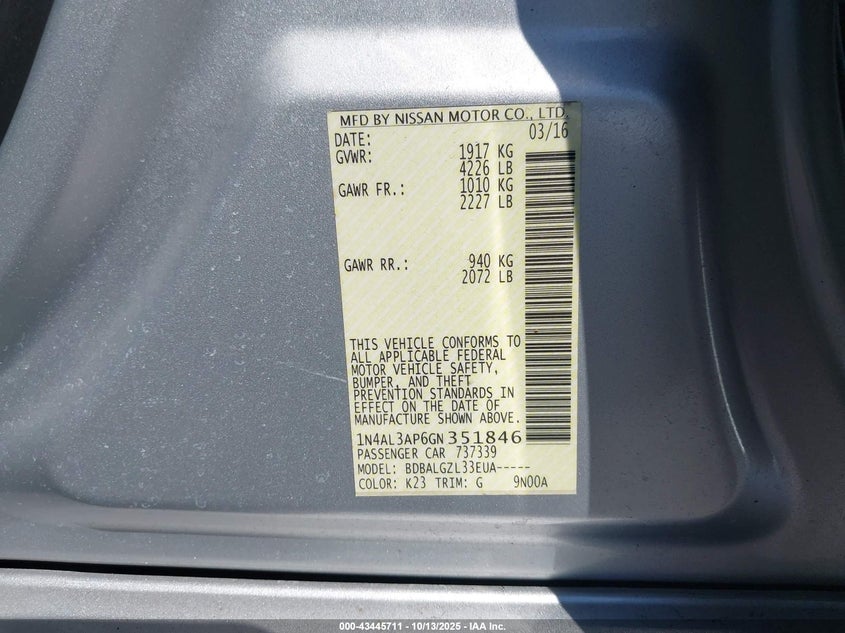 MFD BY NISSAN MOTOR CO., LTD.
DATE: 03/16
GVWR: 1917 KG
4226 LB
GAWR FR.: 1010 KG
2227 LB
GAWR RR.: 940 KG
2072 LB
THIS VEHICLE CONFORMS TO
ALL APPLICABLE FEDERAL
MOTOR VEHICLE SAFETY,
BUMPER, AND THEFT
PREVENTION STANDARDS IN
EFFECT ON THE DATE OF
MANUFACTURE SHOWN ABOVE.
1N4AL3AP6GN351846
PASSENGER CAR 737339
MODEL: BDBALGZL33EUA-----
COLOR: K23 TRIM: G 9N00A
000-43445711 - 10/13/2025 - IAA Inc.